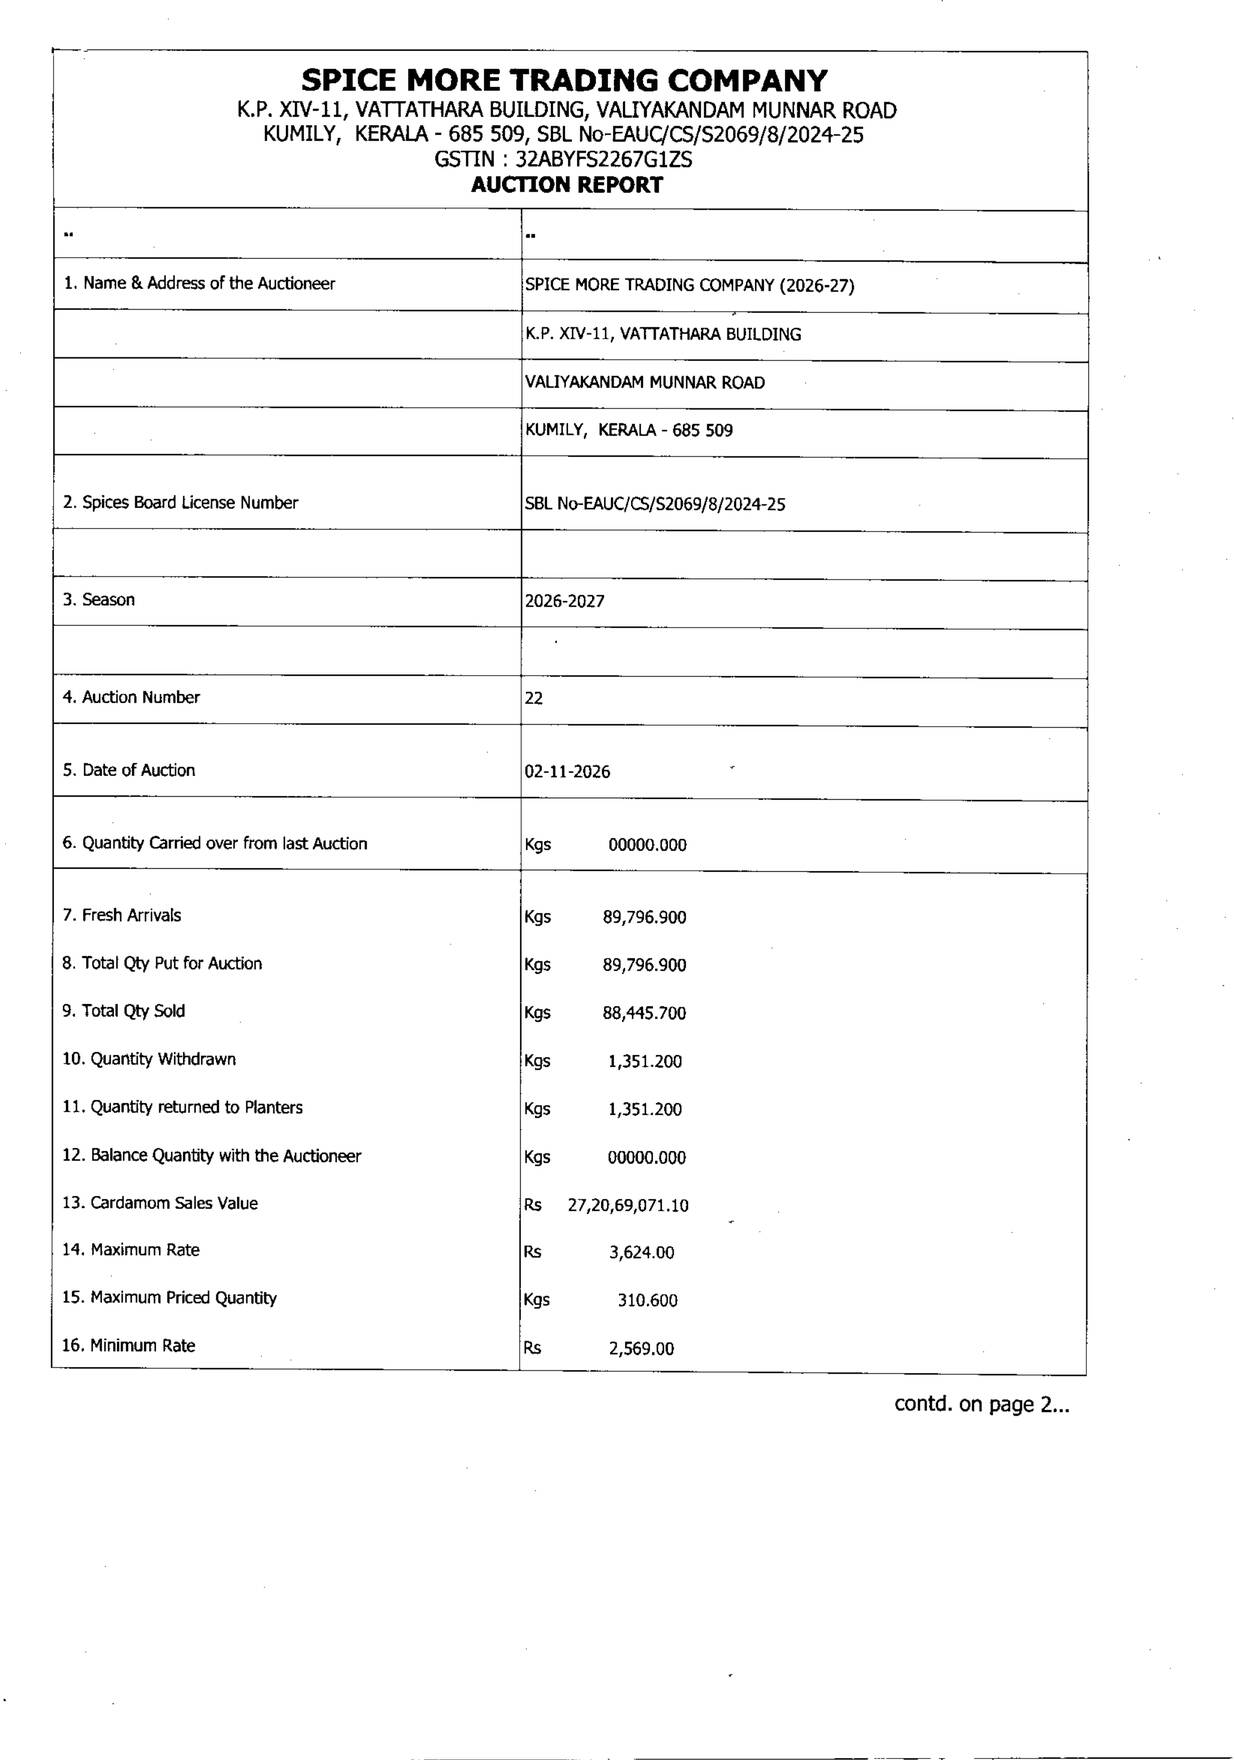 SPICE MORE TRADING COMPANY
K.P. XIV-11, VATTATHARA BUILDING, VALIYAKANDAM MUNNAR ROAD
KUMILY, KERALA - 685 509, SBL No-EAUC/CS/S2069/8/2024-25
GSTIN : 32ABYFS2267G1ZS
AUCTION REPORT
.. ..
1. Name & Address of the Auctioneer SPICE MORE TRADING COMPANY (2026-27)
K.P. XIV-11, VATTATHARA BUILDING
VALIYAKANDAM MUNNAR ROAD
KUMILY, KERALA - 685 509
2. Spices Board License Number SBL No-EAUC/CS/S2069/8/2024-25
3. Season 2026-2027
4. Auction Number 22
5. Date of Auction 02-11-2026
6. Quantity Carried over from last Auction Kgs 00000.000
7. Fresh Arrivals Kgs 89,796.900
8. Total Qty Put for Auction Kgs 89,796.900
9. Total Qty Sold Kgs 88,445.700
10. Quantity Withdrawn Kgs 1,351.200
11. Quantity returned to Planters Kgs 1,351.200
12. Balance Quantity with the Auctioneer Kgs 00000.000
13. Cardamom Sales Value Rs 27,20,69,071.10
14. Maximum Rate Rs 3,624.00
15. Maximum Priced Quantity Kgs 310.600
16. Minimum Rate Rs 2,569.00
contd. on page 2...